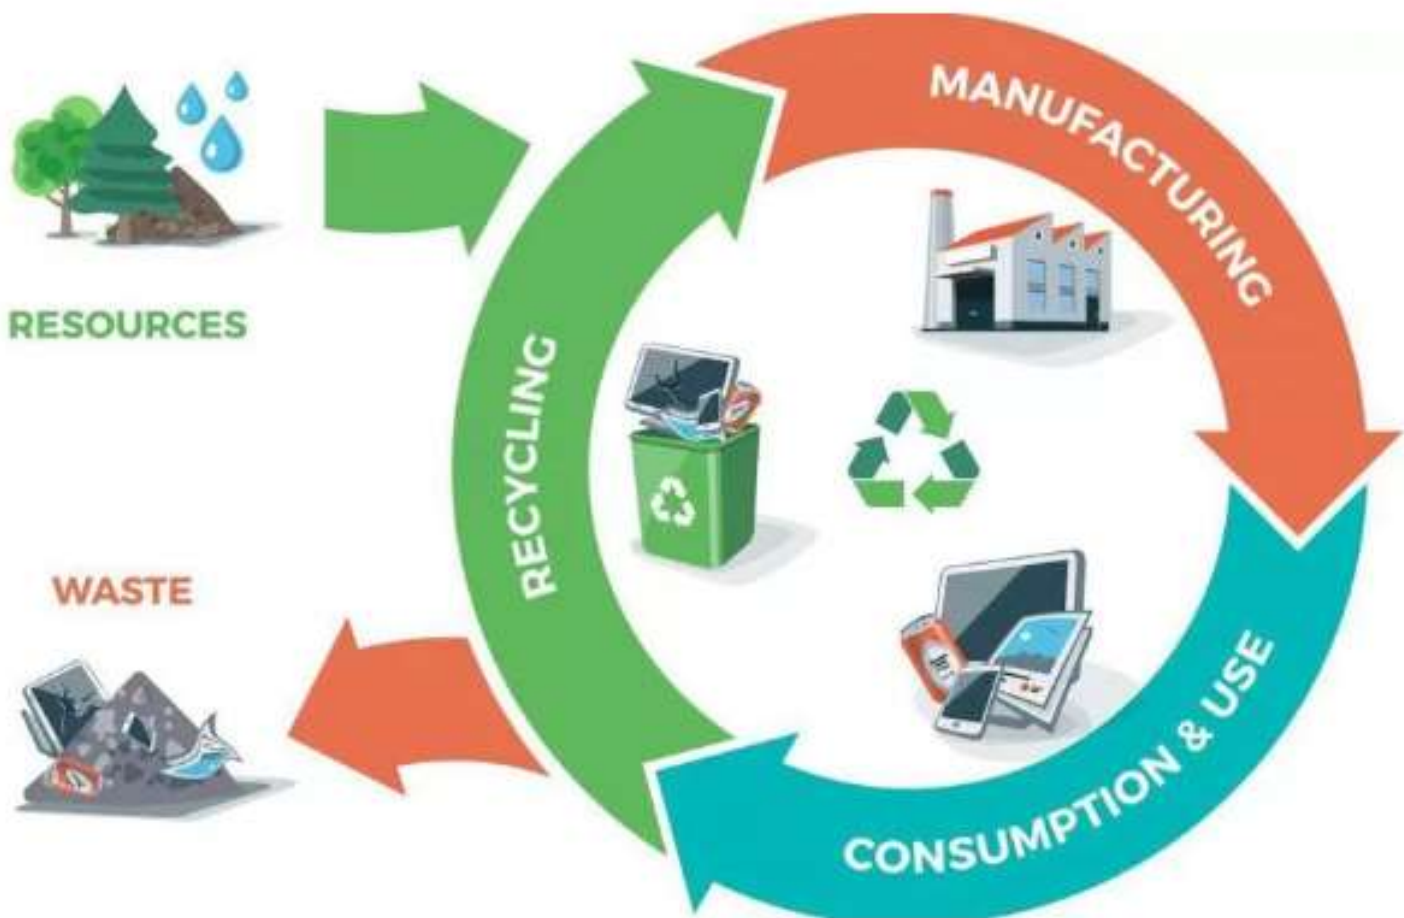 MANUFACTURING
RESOURCES
RECYCLING
WASTE
CONSUMPTION & USE